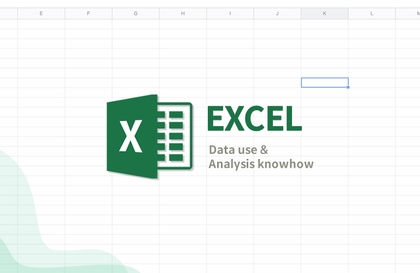 E F G H I J K L M
X
EXCEL
Data use &
Analysis knowhow